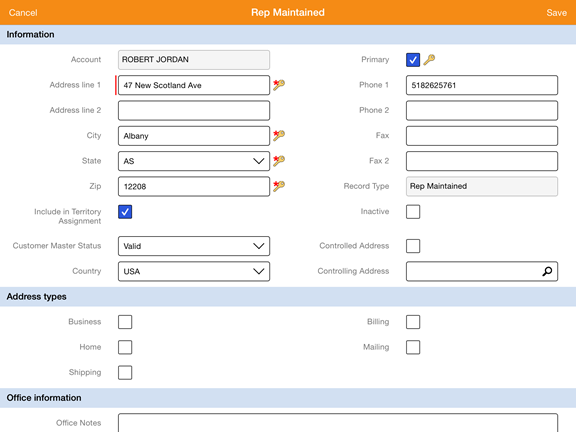 Cancel Rep Maintained Save
Information
Account ROBERT JORDAN Primary
Address line 1 47 New Scotland Ave Phone 1 5182625761
Address line 2 Phone 2
City Albany Fax
State AS Fax 2
Zip 12208 Record Type Rep Maintained
Include in Territory Inactive
Assignment
Customer Master Status Valid Controlled Address
Country USA Controlling Address
Address types
Business Billing
Home Mailing
Shipping
Office information
Office Notes